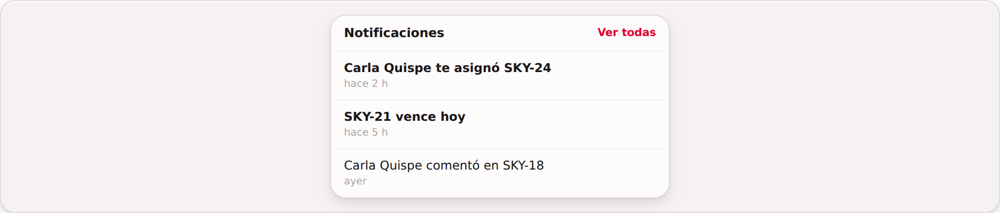 Notificaciones
Ver todas
Carla Quispe te asignó SKY-24
hace 2 h
SKY-21 vence hoy
hace 5 h
Carla Quispe comentó en SKY-18
ayer